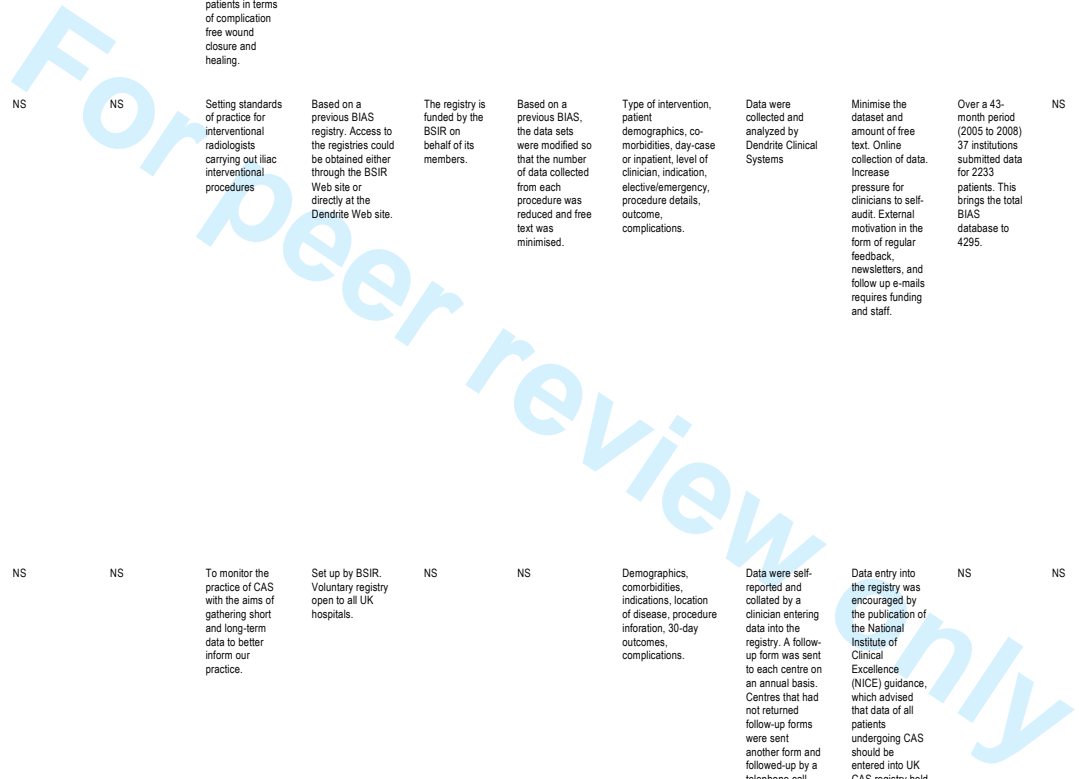 patients in terms
of complication
free wound
closure and
healing.
NS
NS
Setting standards
of practice for
interventional
radiologists
carrying out iliac
interventional
procedures
Based on a
previous BIAS
registry. Access to
the registries could
be obtained either
through the BSIR
Web site or
directly at the
Dendrite Web site.
The registry is
funded by the
BSIR on
behalf of its
members.
Based on a
previous BIAS,
the data sets
were modified so
that the number
of data collected
from each
procedure was
reduced and free
text was
minimised.
Type of intervention,
patient
demographics, co-
morbidities, day-case
or inpatient, level of
clinician, indication,
elective/emergency,
procedure details,
outcome,
complications.
Data were
collected and
analyzed by
Dendrite Clinical
Systems
Minimise the
dataset and
amount of free
text. Online
collection of data.
Increase
pressure for
clinicians to self-
audit. External
motivation in the
form of regular
feedback,
newsletters, and
follow up e-mails
requires funding
and staff.
Over a 43-
month period
(2005 to 2008)
37 institutions
submitted data
for 2233
patients. This
brings the total
BIAS
database to
4295.
NS
NS
NS
To monitor the
practice of CAS
with the aims of
gathering short
and long-term
data to better
inform our
practice.
Set up by BSIR.
Voluntary registry
open to all UK
hospitals.
NS
NS
Demographics,
comorbidities,
indications, location
of disease, procedure
inforation, 30-day
outcomes,
complications.
Data were self-
reported and
collated by a
clinician entering
data into the
registry. A follow-
up form was sent
to each centre on
an annual basis.
Centres that had
not returned
follow-up forms
were sent
another form and
followed-up by a
telephone call
Data entry into
the registry was
encouraged by
the publication of
the National
Institute of
Clinical
Excellence
(NICE) guidance,
which advised
that data of all
patients
undergoing CAS
should be
entered into UK
CAS registry held
NS
NS
For peer review only